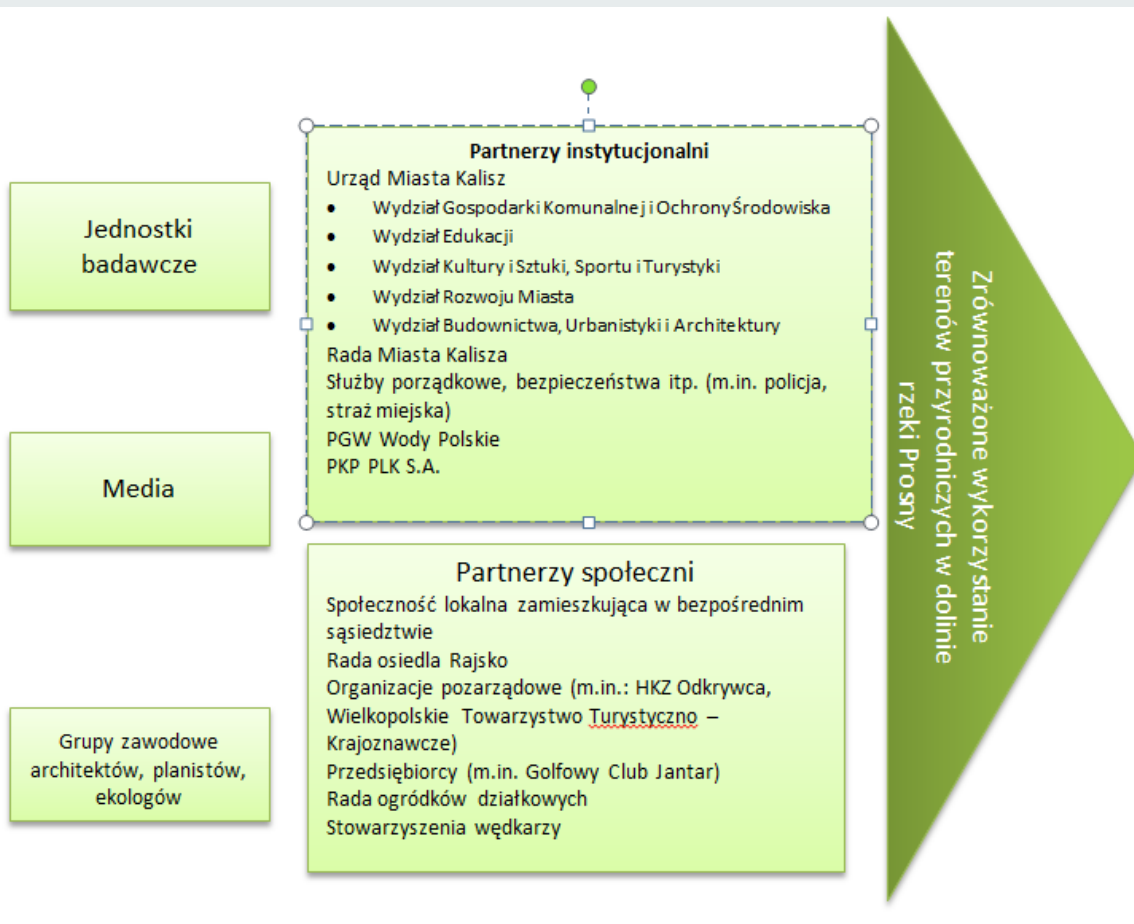 Jednostki
badawcze
Media
Grupy zawodowe
architektów, planistów,
ekologów
Partnerzy instytucjonalni
Urząd Miasta Kalisz
• Wydział Gospodarki Komunalnej i Ochrony Środowiska
• Wydział Edukacji
• Wydział Kultury i Sztuki, Sportu i Turystyki
• Wydział Rozwoju Miasta
• Wydział Budownictwa, Urbanistyki i Architektury
Rada Miasta Kalisza
Służby porządkowe, bezpieczeństwa itp. (m.in. policja,
straż miejska)
PGW Wody Polskie
PKP PLK S.A.
Partnerzy społeczni
Społeczność lokalna zamieszkująca w bezpośrednim
sąsiedztwie
Rada osiedla Rajsko
Organizacje pozarządowe (m.in.: HKZ Odkrywca,
Wielkopolskie Towarzystwo Turystyczno –
Krajoznawcze)
Przedsiębiorcy (m.in. Golfowy Club Jantar)
Rada ogródków działkowych
Stowarzyszenia wędkarzy
Zrównoważone wykorzystanie
terenów przyrodniczych w dolinie
rzeki Prosny